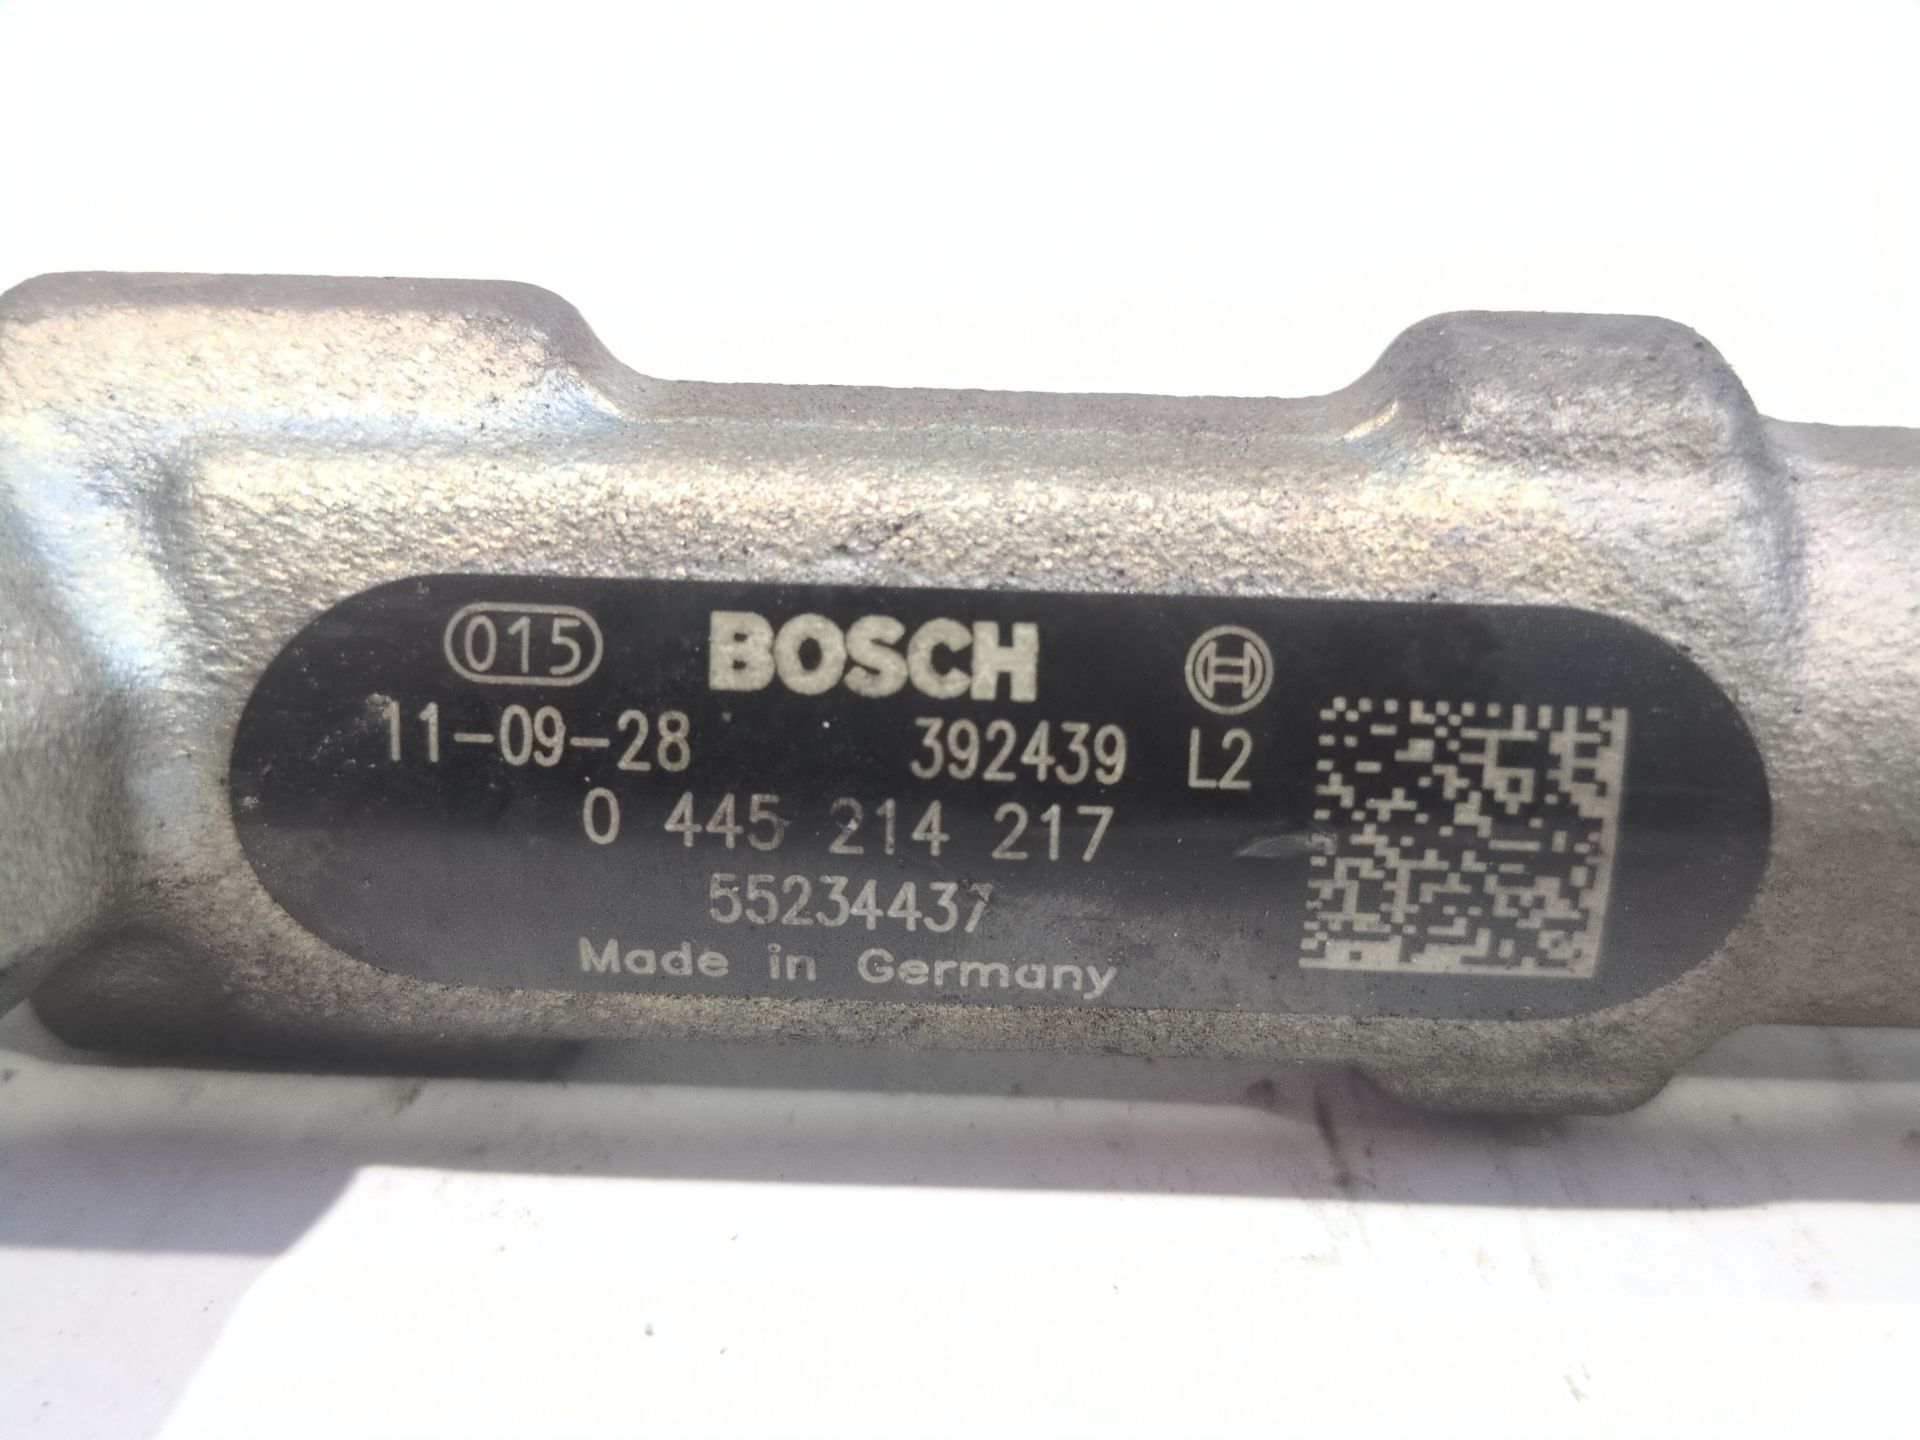 015 BOSCH
11-09-28 392439 L2
0 445 214 217
55234437
Made in Germany